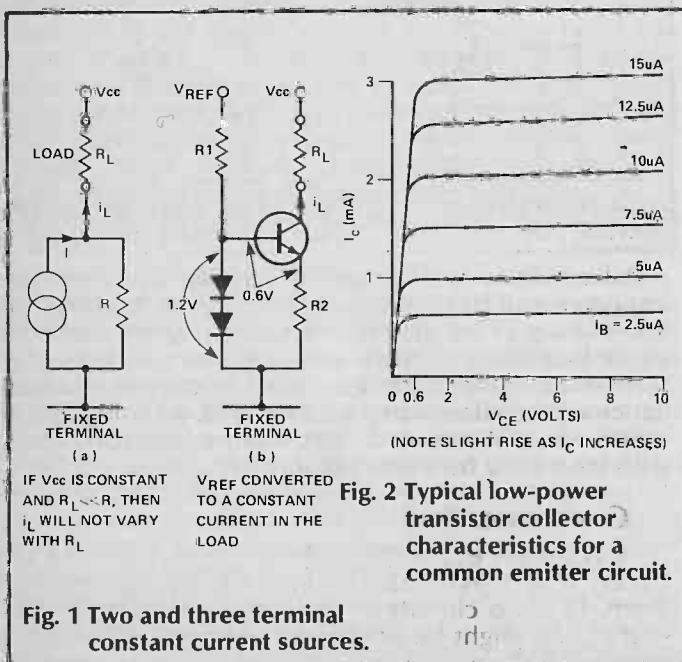 Vcc
LOAD
RL
iL
I
R
FIXED
TERMINAL
(a)
IF Vcc IS CONSTANT
AND RL<<R, THEN
iL WILL NOT VARY
WITH RL
VREF
Vcc
R1
RL
iL
1.2V
0.6V
R2
FIXED
TERMINAL
(b)
VREF CDNVERTED
TO A CONSTANT
CURRENT IN THE
LOAD
Fig. 1 Two and three terminal
constant current sources.
IC (mA)
3
2
1
15uA
12.5uA
10uA
7.5uA
5uA
iB = 2.5uA
0 0.6 2 4 6 8 10
VCE (VOLTS)
(NOTE SLIGHT RISE AS IC INCREASES)
Fig. 2 Typical low-power
transistor collector
characteristics for a
common emitter circuit.